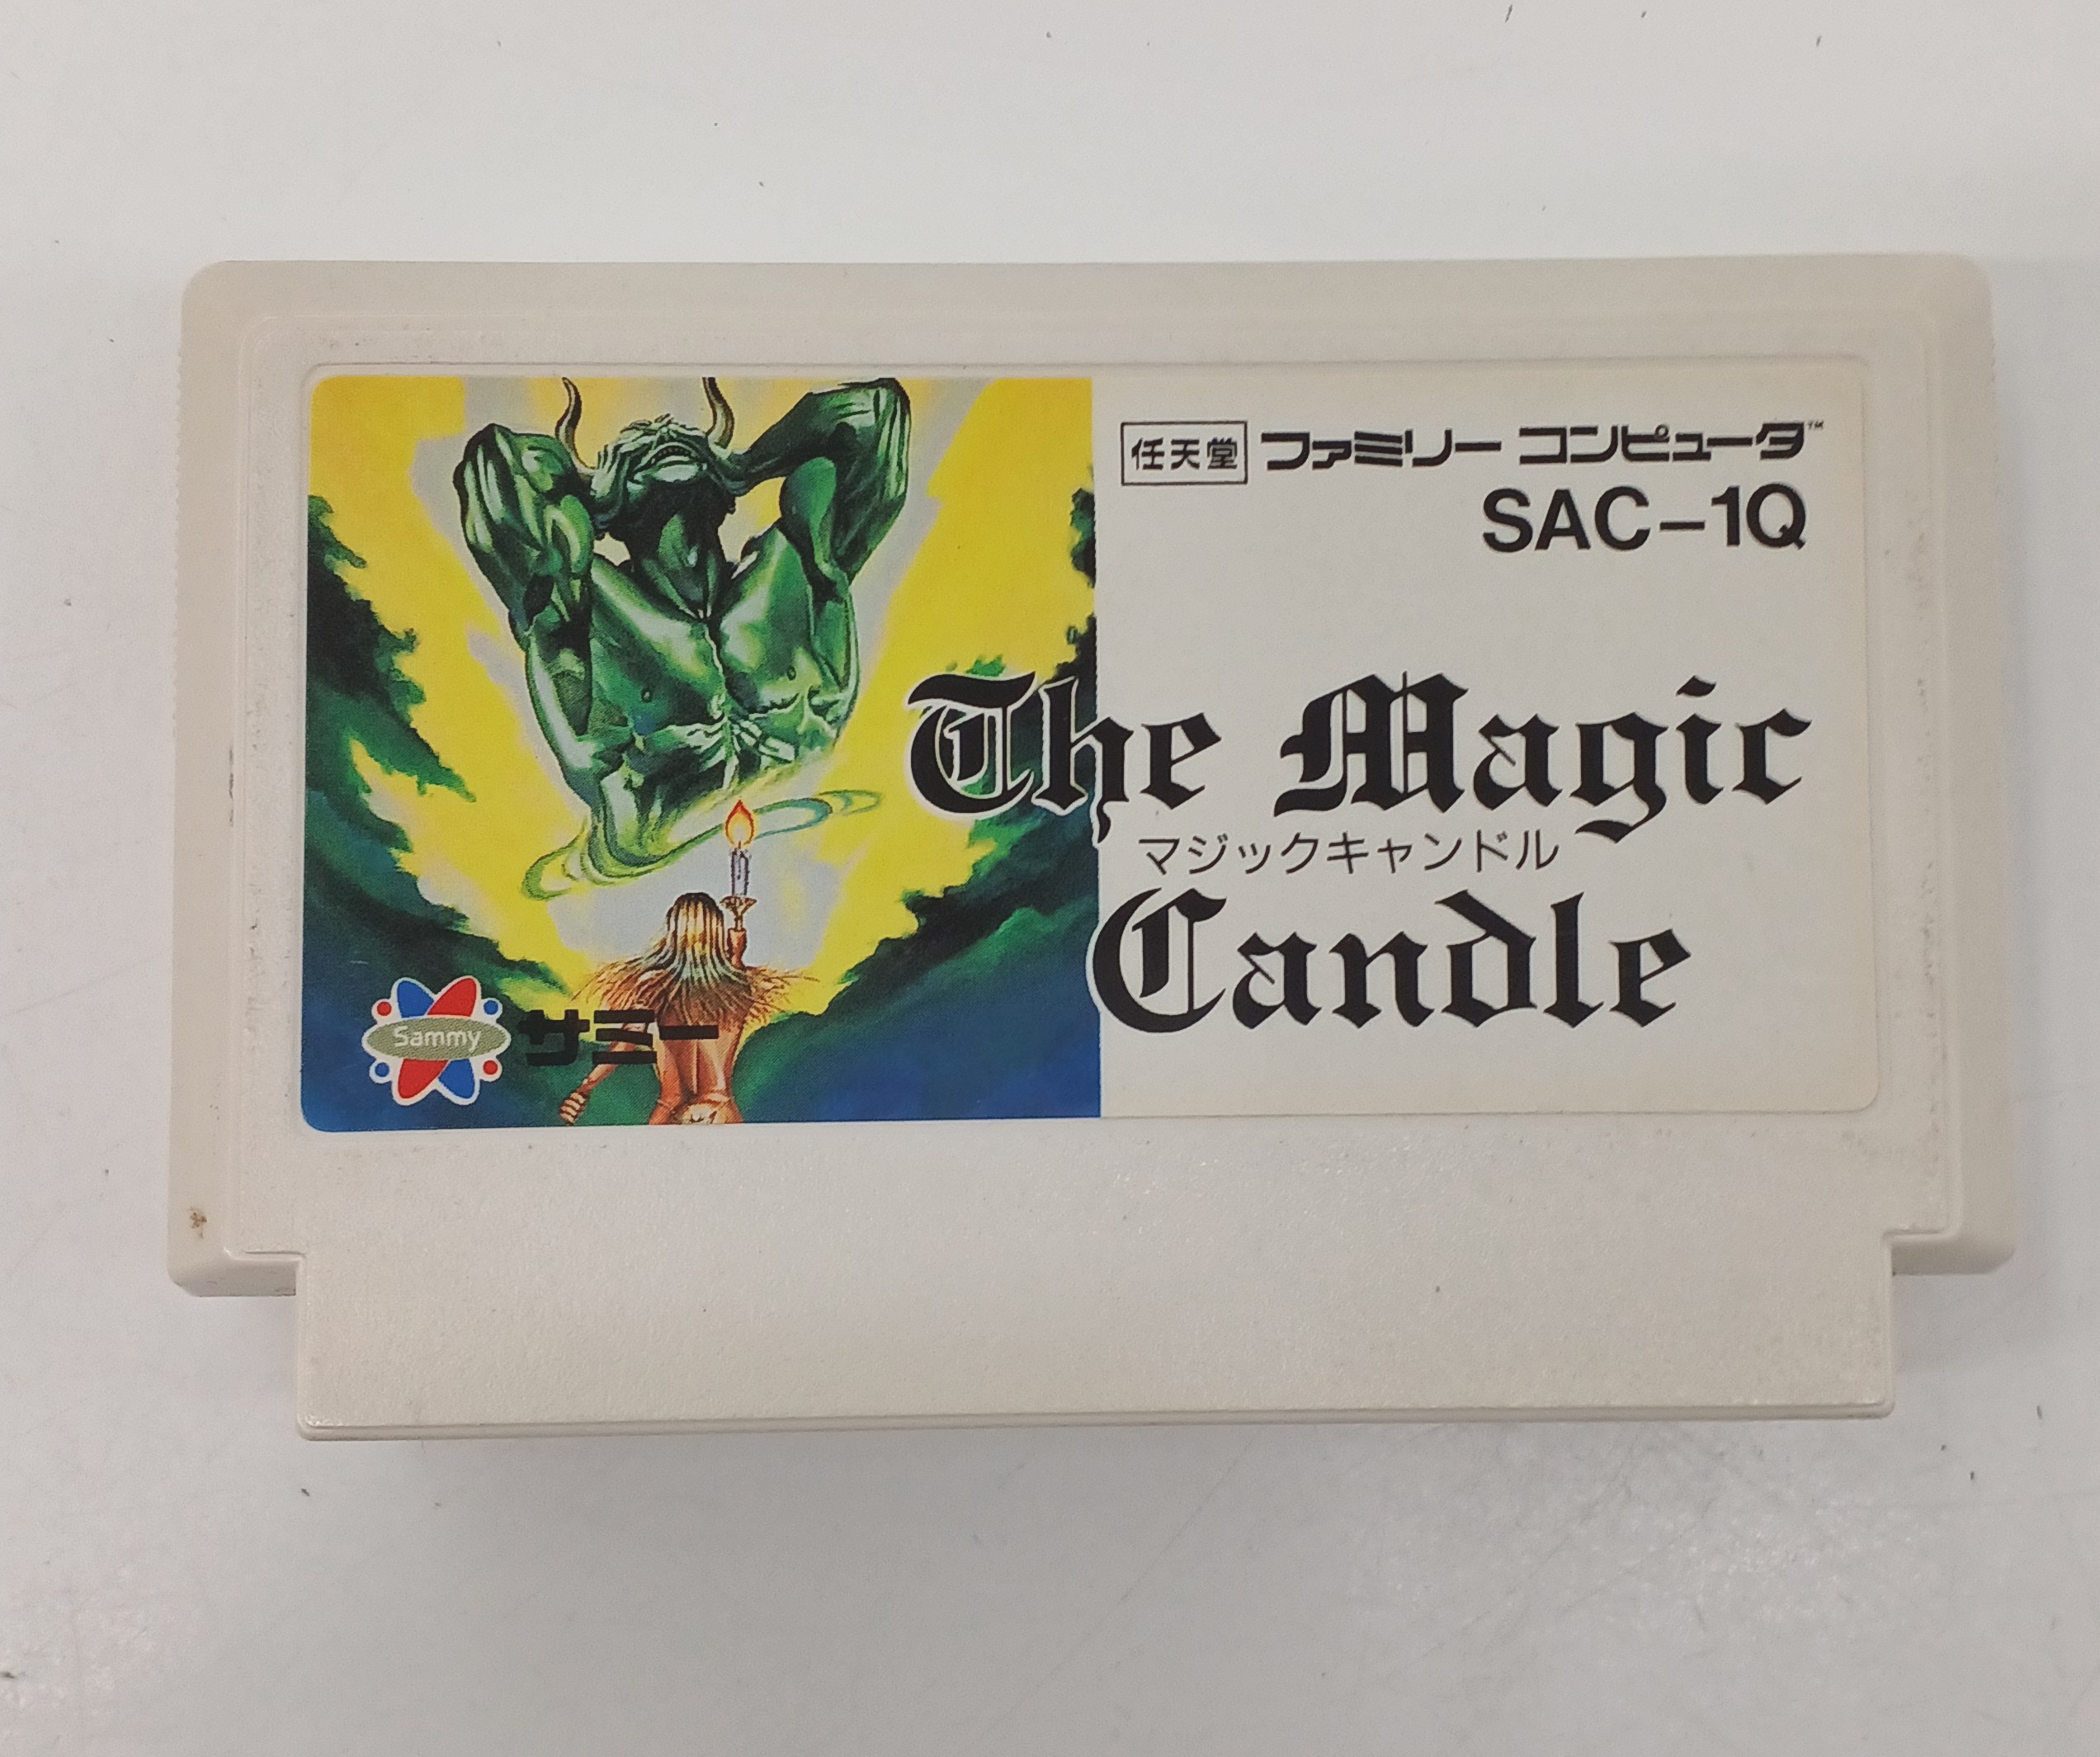 任天堂 ファミリーコンピュータ™
SAC-1Q
The Magic
マジックキャンドル
Candle
Sammy サミー